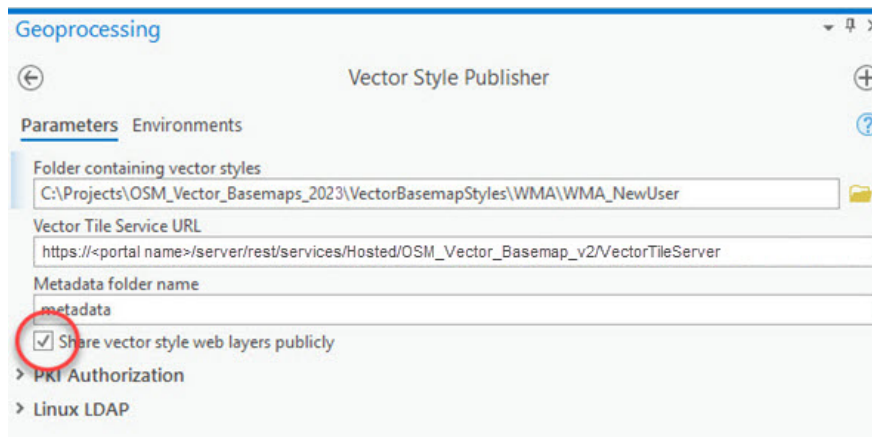 Geoprocessing
Vector Style Publisher
Parameters Environments
Folder containing vector styles
C:\Projects\OSM_Vector_Basemaps_2023\VectorBasemapStyles\WMA\WMA_NewUser
Vector Tile Service URL
https://<portal name>/server/rest/services/Hosted/OSM_Vector_Basemap_v2/VectorTileServer
Metadata folder name
metadata
Share vector style web layers publicly
PKI Authorization
Linux LDAP